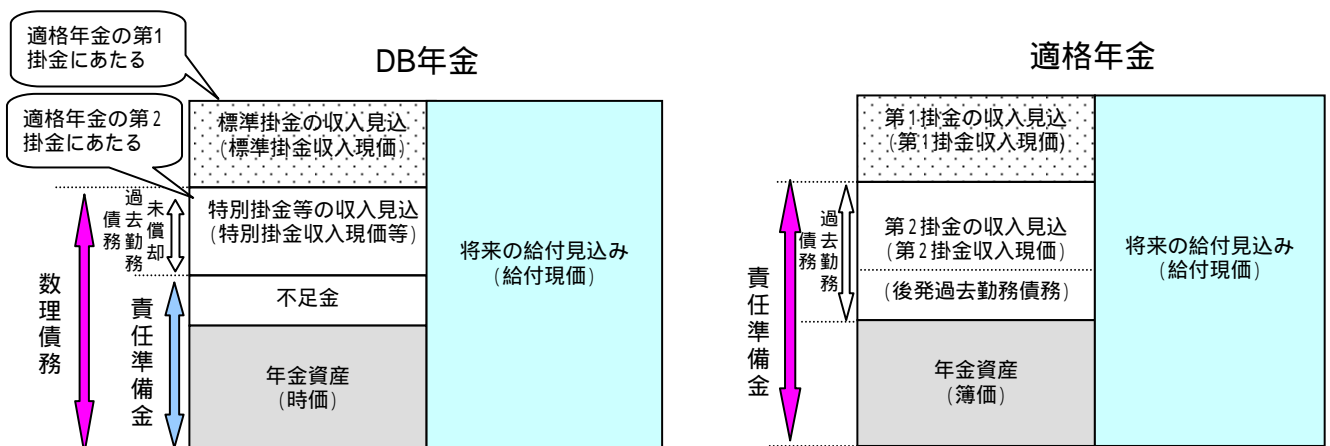 適格年金の第1
掛金にあたる
DB年金
適格年金の第2
掛金にあたる
標準掛金の収入見込
(標準掛金収入現価)
未償却
過去勤務
債務
特別掛金等の収入見込
(特別掛金収入現価等)
不足金
数理債務
責任準備金
年金資産
(時価)
将来の給付見込み
(給付現価)
適格年金
第1掛金の収入見込
(第1掛金収入現価)
過去勤務
債務
第2掛金の収入見込
(第2掛金収入現価)
(後発過去勤務債務)
責任準備金
年金資産
(簿価)
将来の給付見込み
(給付現価)